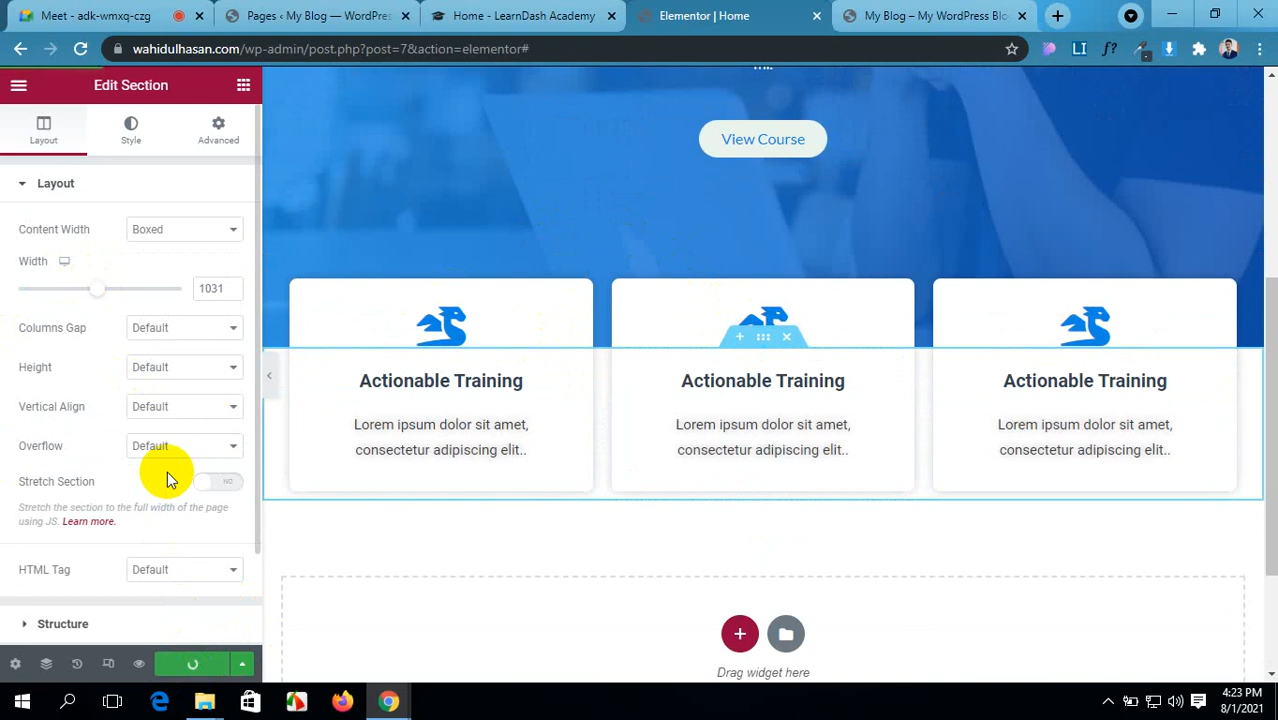 Meet - adk-wmxq-czg
Pages ‹ My Blog — WordPres
Home - LearnDash Academy
Elementor | Home
My Blog – My WordPress Blo
wahidulhasan.com/wp-admin/post.php?post=7&action=elementor#
LI
f?
Edit Section
Layout
Style
Advanced
Layout
Content Width
Boxed
Width
1031
Columns Gap
Default
Height
Default
Vertical Align
Default
Overflow
Default
Stretch Section
NO
Stretch the section to the full width of the page
using JS. Learn more.
HTML Tag
Default
Structure
View Course
Actionable Training
Lorem ipsum dolor sit amet,
consectetur adipiscing elit..
Actionable Training
Lorem ipsum dolor sit amet,
consectetur adipiscing elit..
Actionable Training
Lorem ipsum dolor sit amet,
consectetur adipiscing elit..
Drag widget here
4:23 PM
8/1/2021